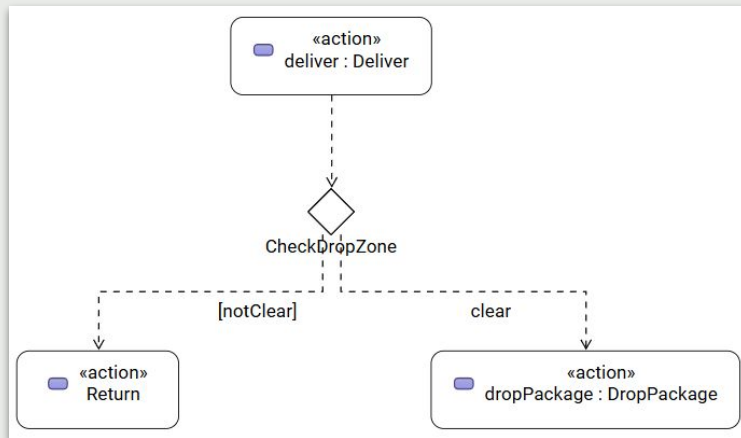 «action»
deliver : Deliver
CheckDropZone
[notClear]
clear
«action»
Return
«action»
dropPackage : DropPackage